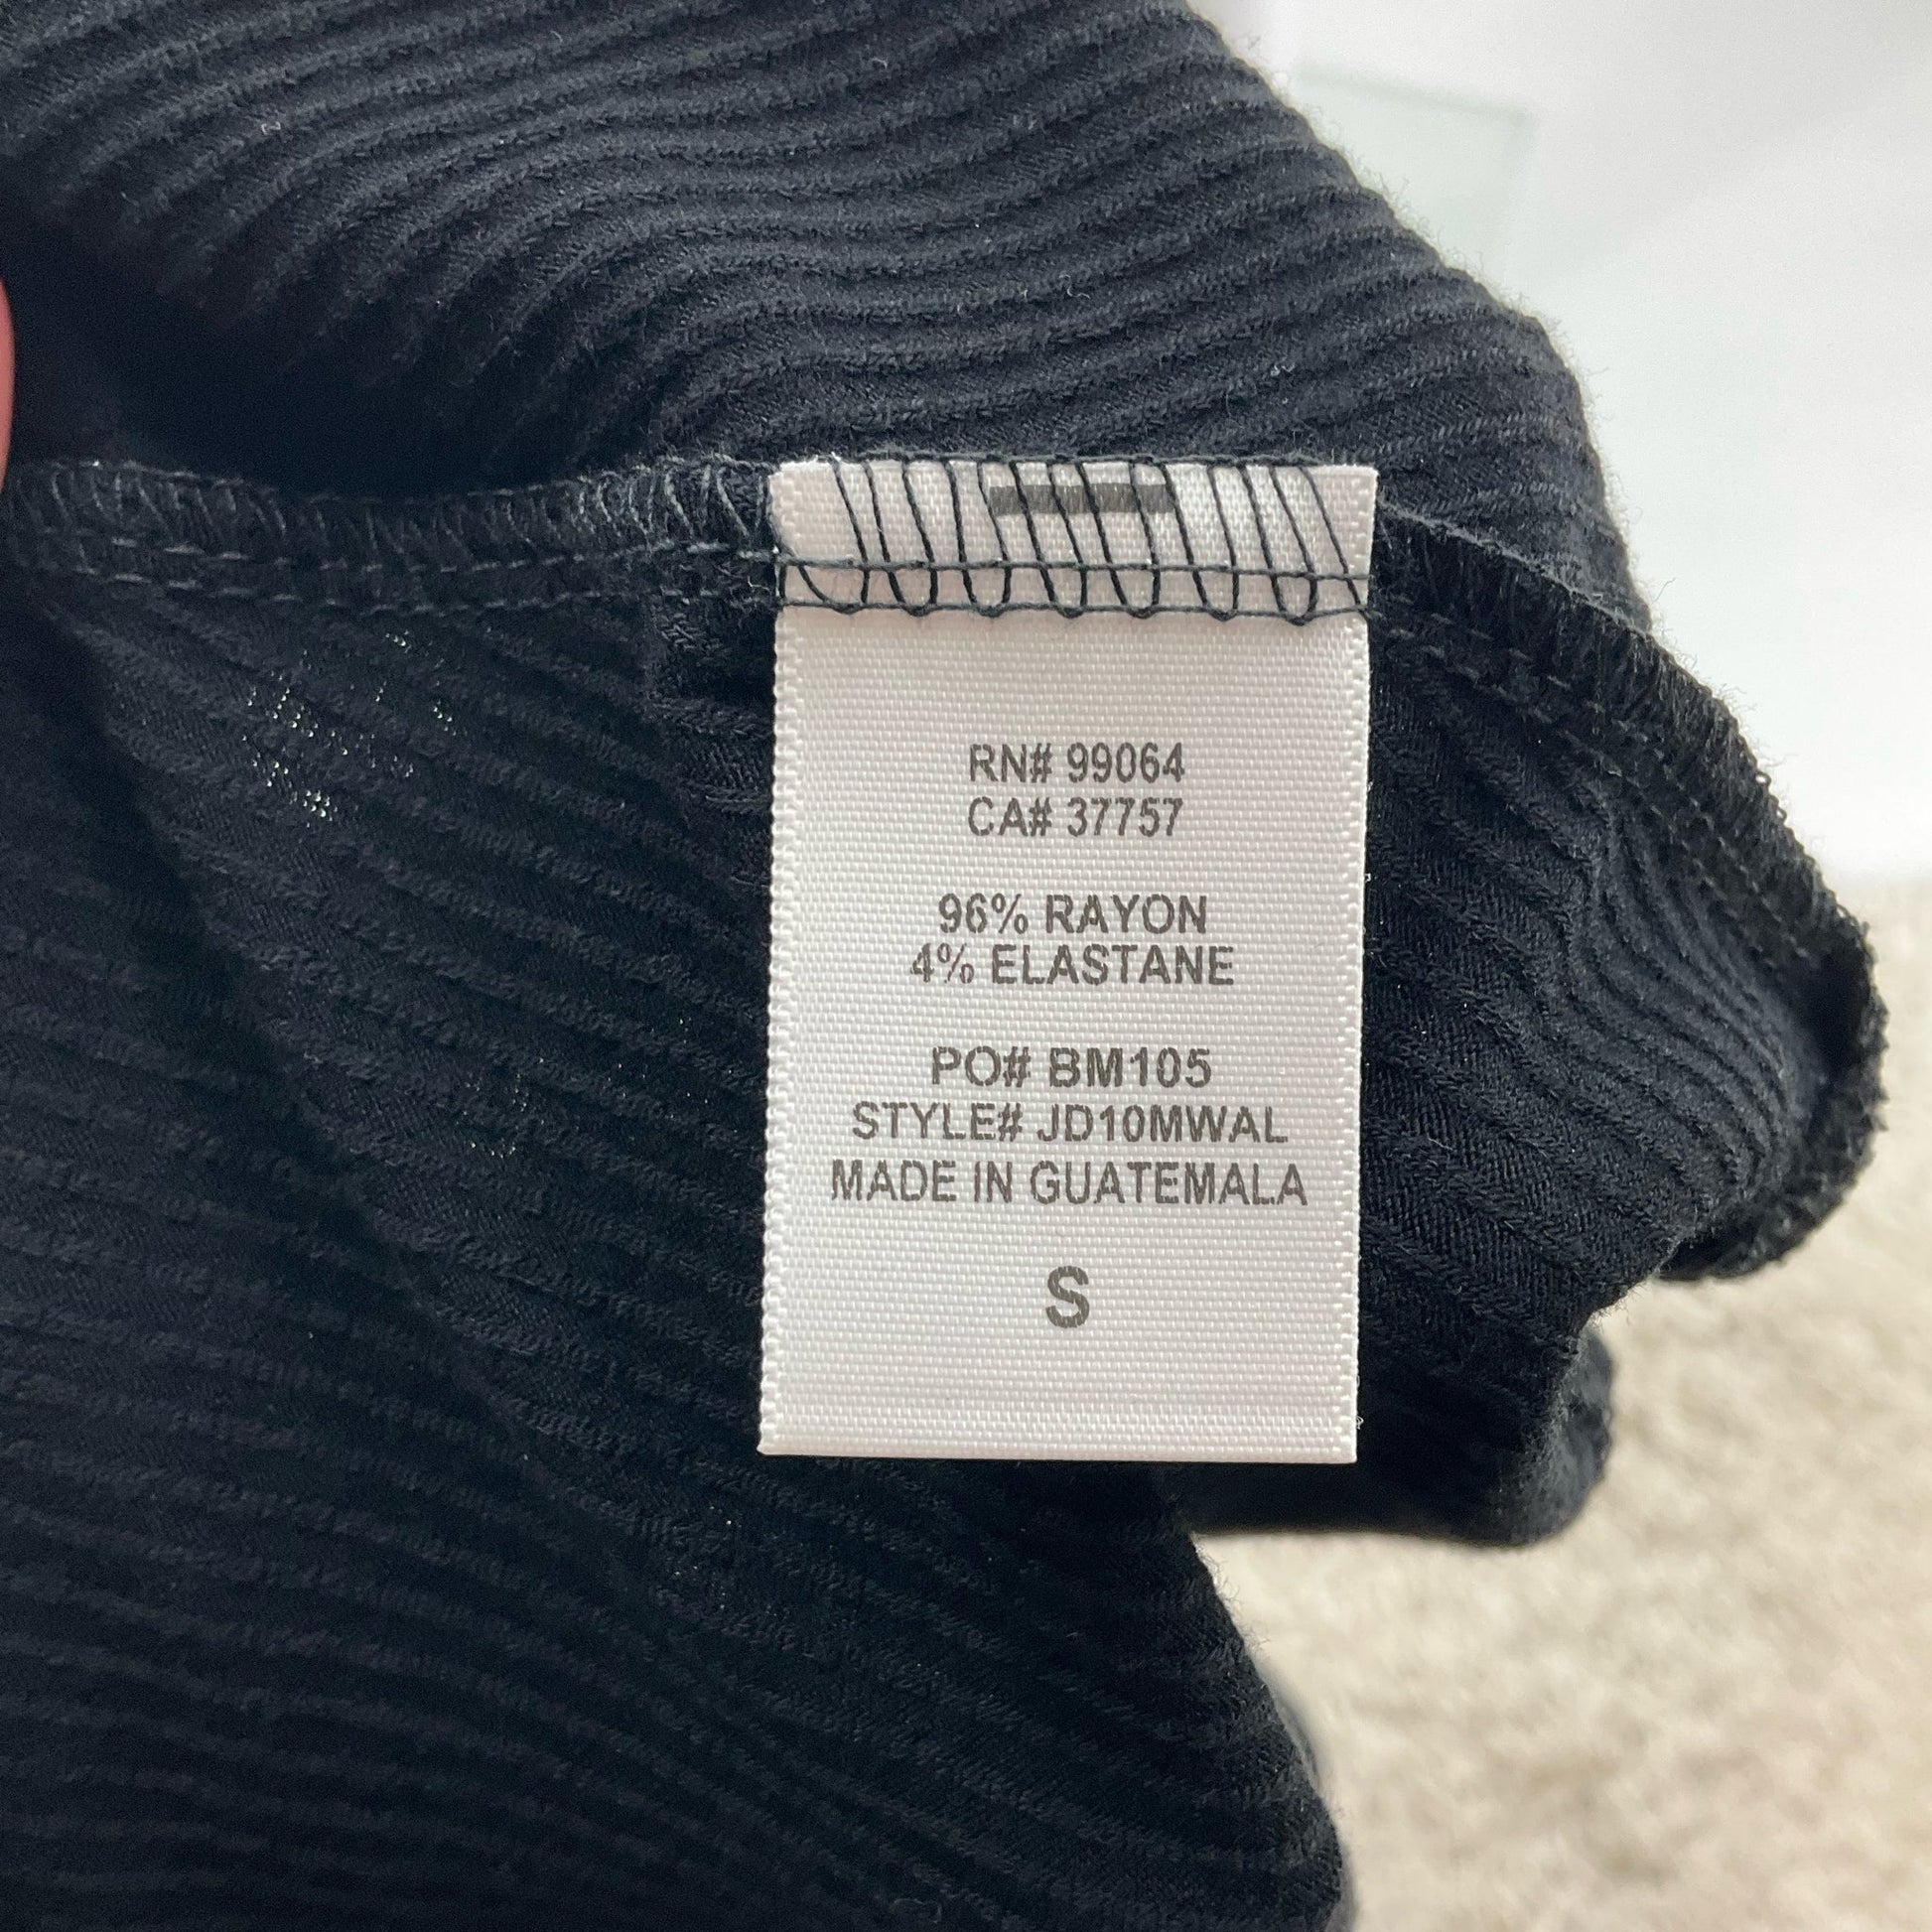 RN# 99064
CA# 37757
96% RAYON
4% ELASTANE
PO# BM105
STYLE# JD10MWAL
MADE IN GUATEMALA
S